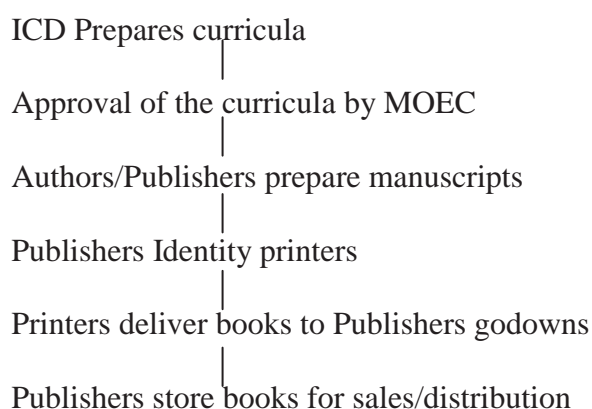 ICD Prepares curricula
Approval of the curricula by MOEC
Authors/Publishers prepare manuscripts
Publishers Identity printers
Printers deliver books to Publishers godowns
Publishers store books for sales/distribution